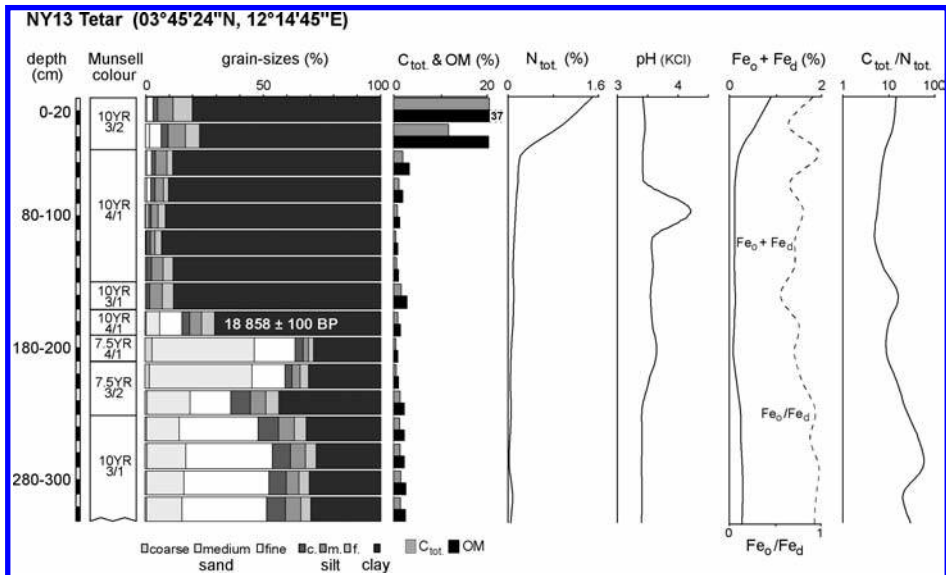 NY13 Tetar (03°45'24"N, 12°14'45"E)
depth (cm)
Munsell colour
grain-sizes (%)
C tot. & OM (%)
N tot. (%)
pH (KCl)
Fe o + Fe d (%)
C tot. /N tot.
0 50 100
0 20
0 1.6
3 4
0 2
1 10 100
0-20
80-100
180-200
280-300
10YR 3/2
10YR 4/1
10YR 3/1
10YR 4/1
7.5YR 4/1
7.5YR 3/2
10YR 3/1
37
18 858 ± 100 BP
Fe o + Fe d
Fe o /Fe d
0 1
Fe o /Fe d
coarse medium fine c. m. f.
sand silt clay
C tot. OM